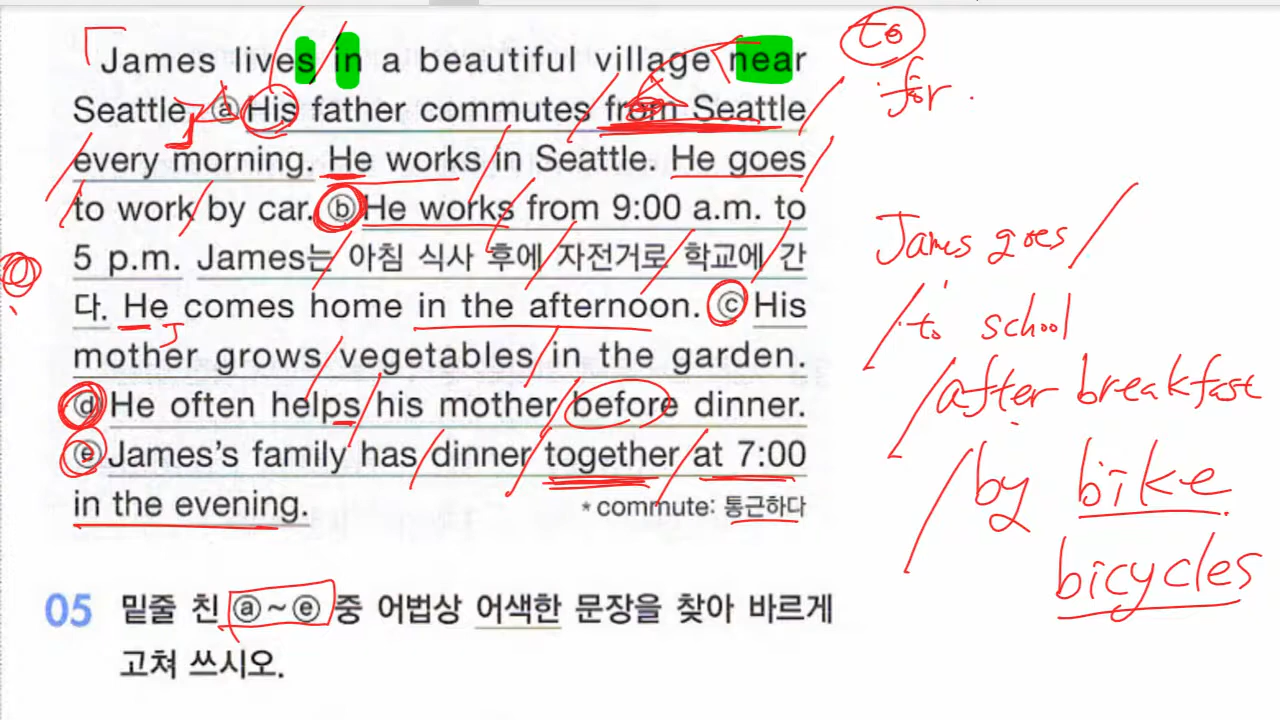 James lives in a beautiful village near
Seattle. ⓐ His father commutes from Seattle
every morning. He works in Seattle. He goes
to work by car. ⓑ He works from 9:00 a.m. to
5 p.m. James는 아침 식사 후에 자전거로 학교에 간
다. He comes home in the afternoon. ⓒ His
mother grows vegetables in the garden.
ⓓ He often helps his mother before dinner.
ⓔ James's family has dinner together at 7:00
in the evening.
* commute: 통근하다
05 밑줄 친 ⓐ~ⓔ 중 어법상 어색한 문장을 찾아 바르게
고쳐 쓰시오.
to
for
James goes
to school
after breakfast
by bike
bicycles